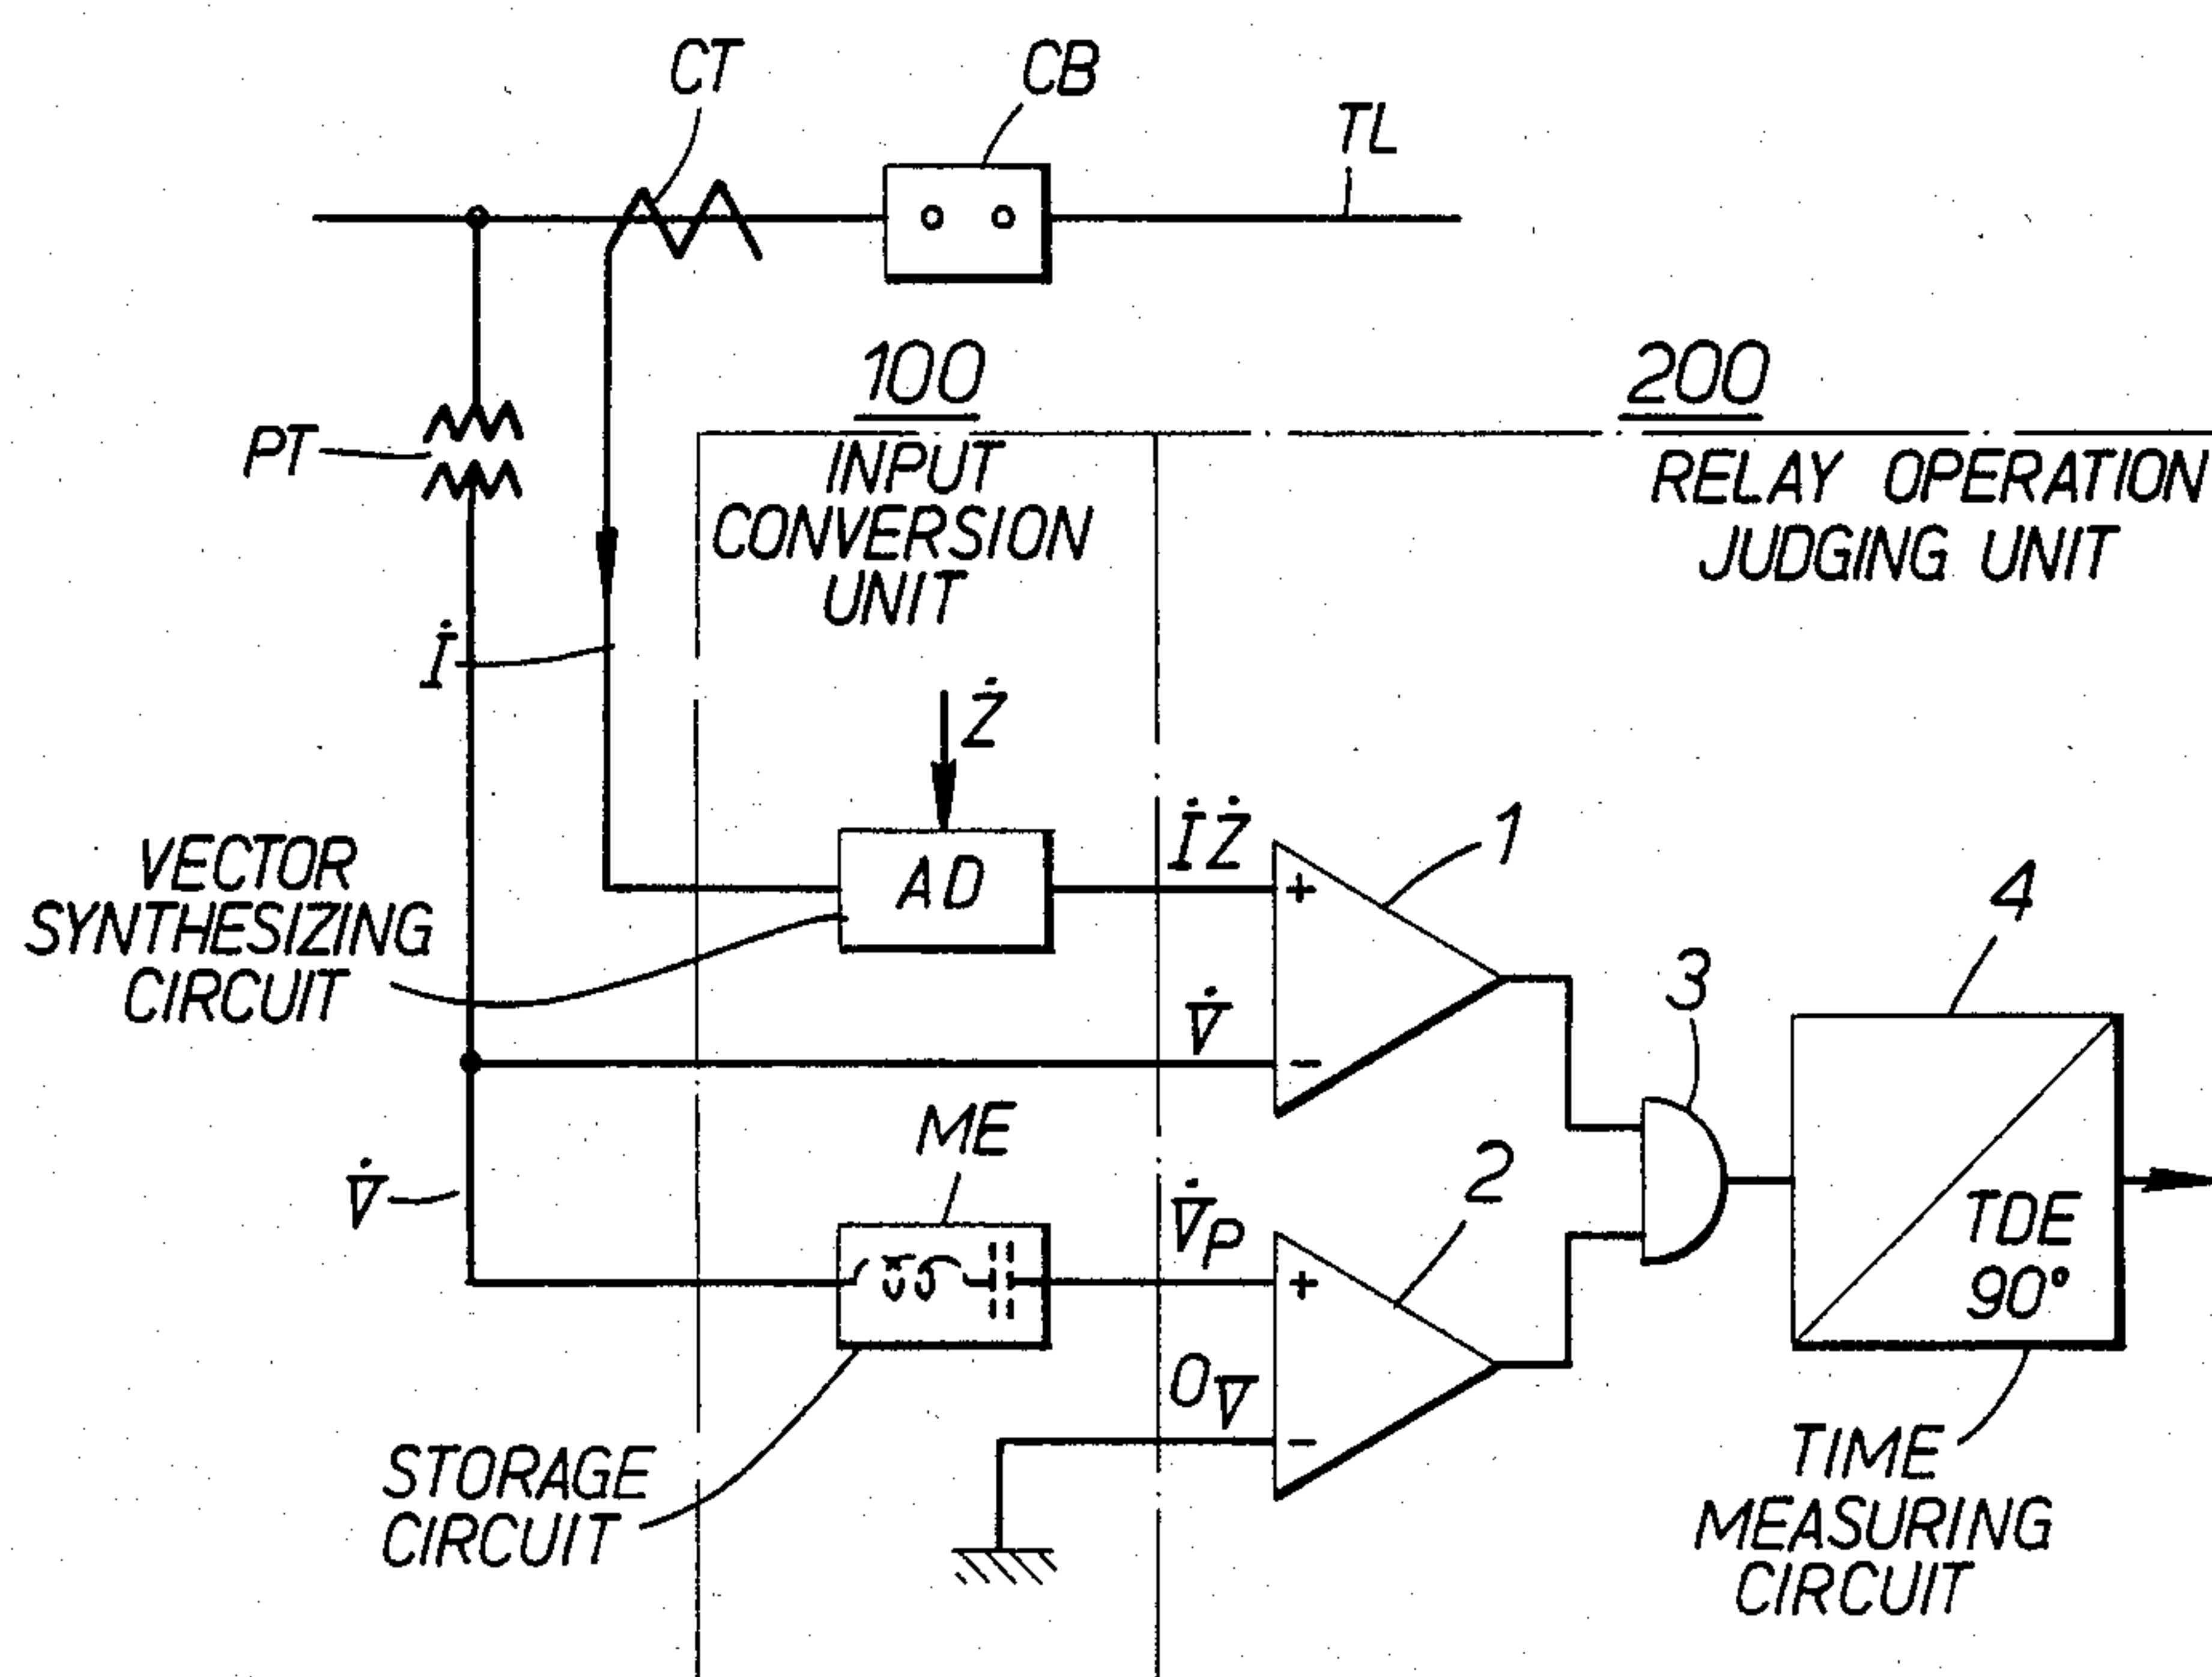 CT
CB
TL
100
200
INPUT
CONVERSION
UNIT
RELAY OPERATION
JUDGING UNIT
PT
İ
Ż
AD
İŻ
1
VECTOR
SYNTHESIZING
CIRCUIT
+
V̇
-
4
3
ME
V̇
V̇P
2
+
TDE
90°
0V
-
STORAGE
CIRCUIT
TIME
MEASURING
CIRCUIT